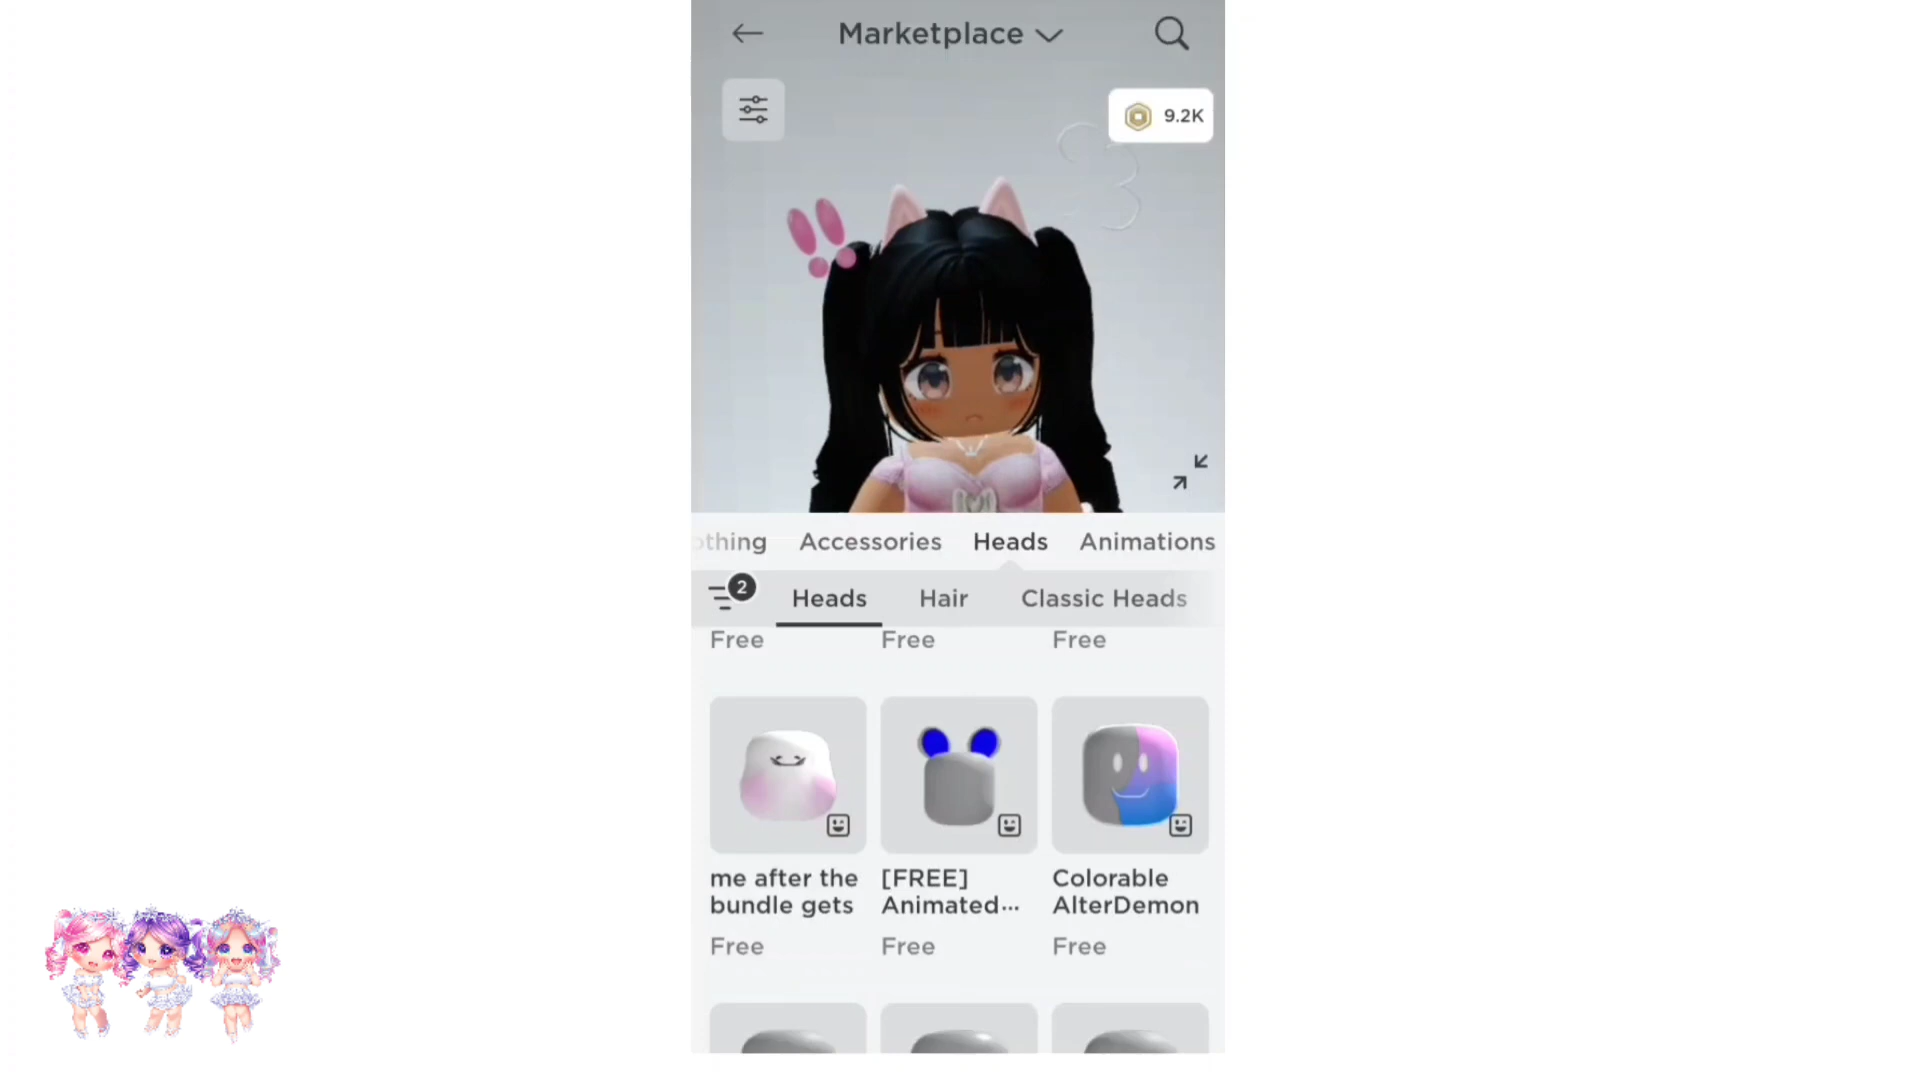 Marketplace
9.2K
othing Accessories Heads Animations
2 Heads Hair Classic Heads
Free Free Free
me after the
bundle gets
Free
[FREE]
Animated...
Free
Colorable
AlterDemon
Free